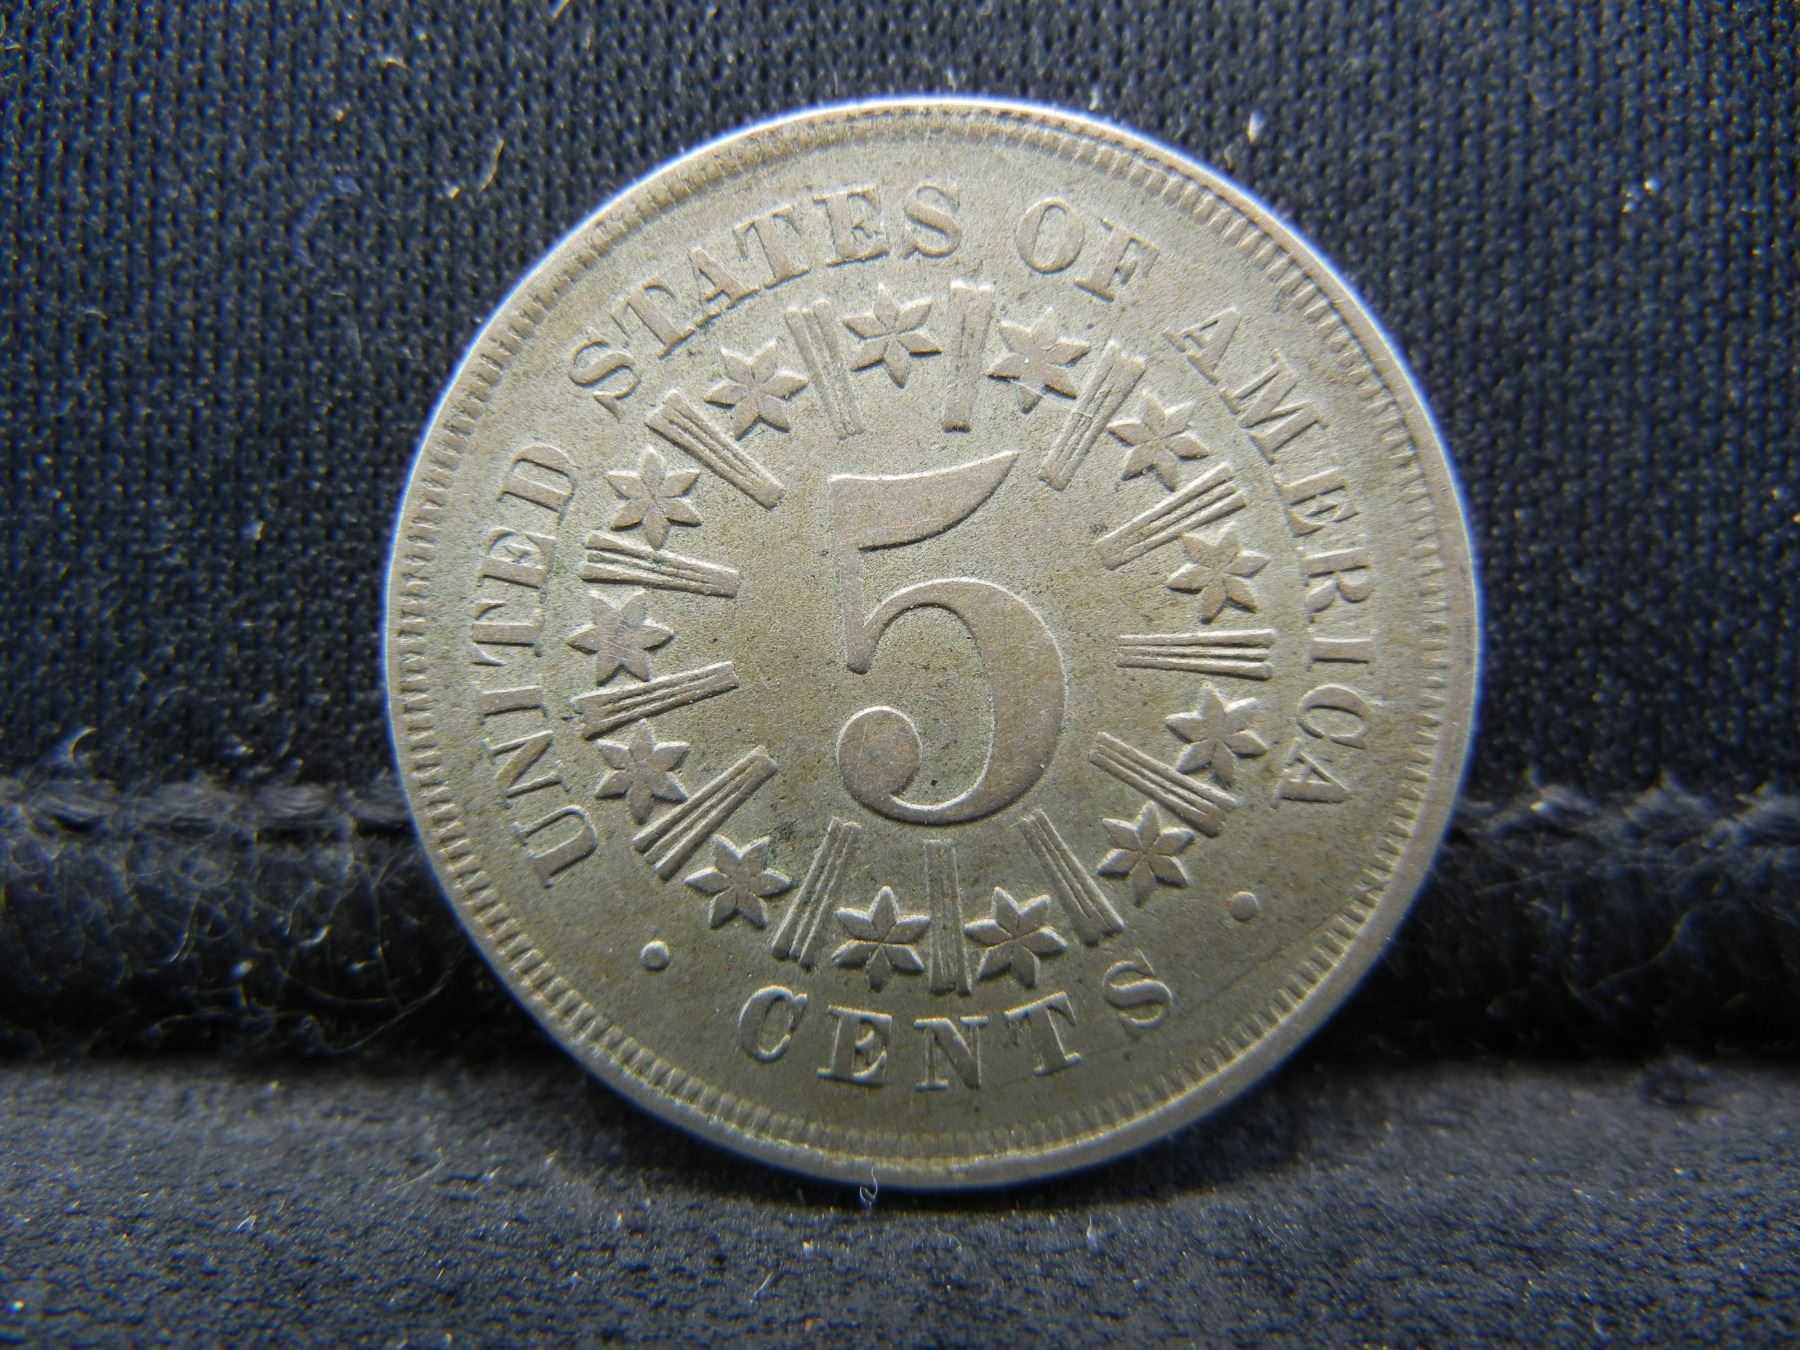 UNITED STATES OF AMERICA
5
· CENTS ·